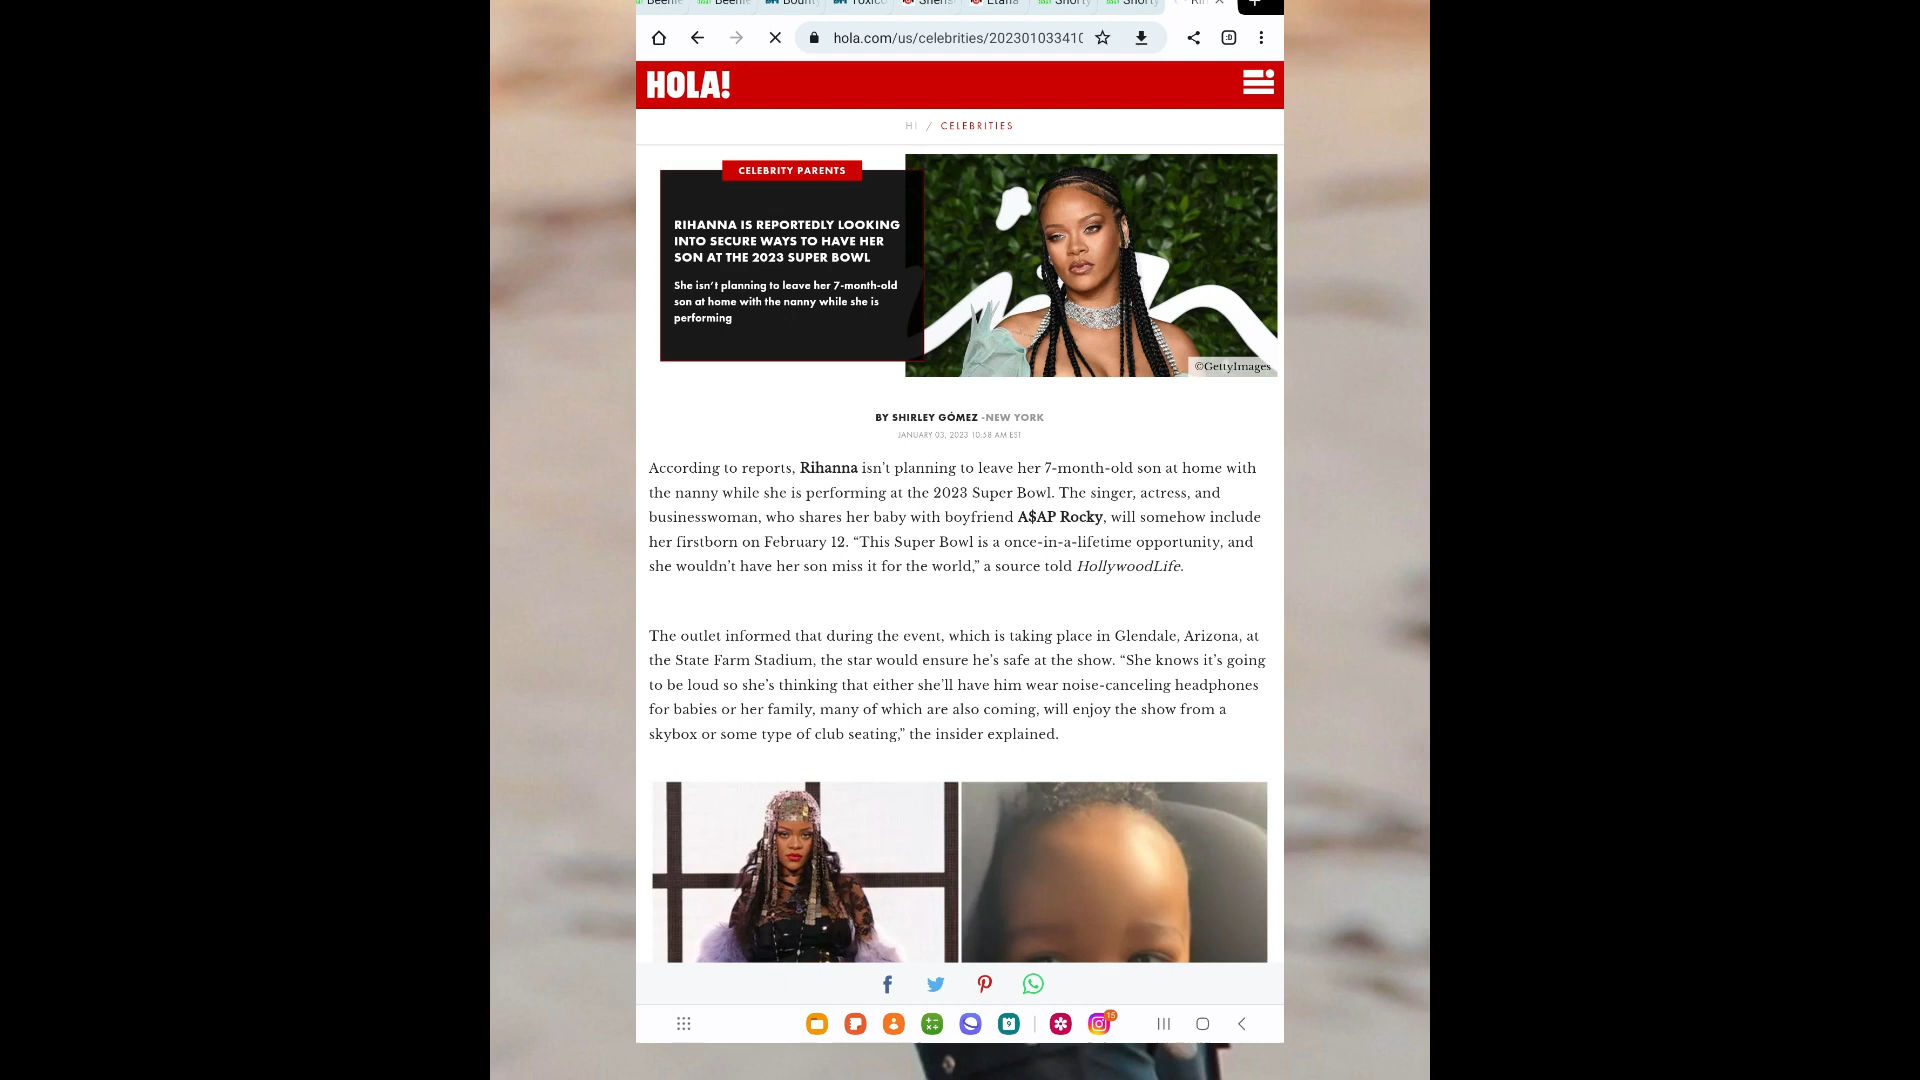 Beenie
Beenie
Bount
Toxic
Shens
Etana
Shorty
Shorty
hola.com/us/celebrities/20230103341
HOLA!
HI / CELEBRITIES
CELEBRITY PARENTS
RIHANNA IS REPORTEDLY LOOKING
INTO SECURE WAYS TO HAVE HER
SON AT THE 2023 SUPER BOWL
She isn't planning to leave her 7-month-old
son at home with the nanny while she is
performing
©GettyImages
BY SHIRLEY GÓMEZ -NEW YORK
JANUARY 03, 2023 10:58 AM EST
According to reports, Rihanna isn't planning to leave her 7-month-old son at home with
the nanny while she is performing at the 2023 Super Bowl. The singer, actress, and
businesswoman, who shares her baby with boyfriend A$AP Rocky, will somehow include
her firstborn on February 12. “This Super Bowl is a once-in-a-lifetime opportunity, and
she wouldn't have her son miss it for the world,” a source told HollywoodLife.
The outlet informed that during the event, which is taking place in Glendale, Arizona, at
the State Farm Stadium, the star would ensure he's safe at the show. “She knows it's going
to be loud so she's thinking that either she'll have him wear noise-canceling headphones
for babies or her family, many of which are also coming, will enjoy the show from a
skybox or some type of club seating,” the insider explained.
15